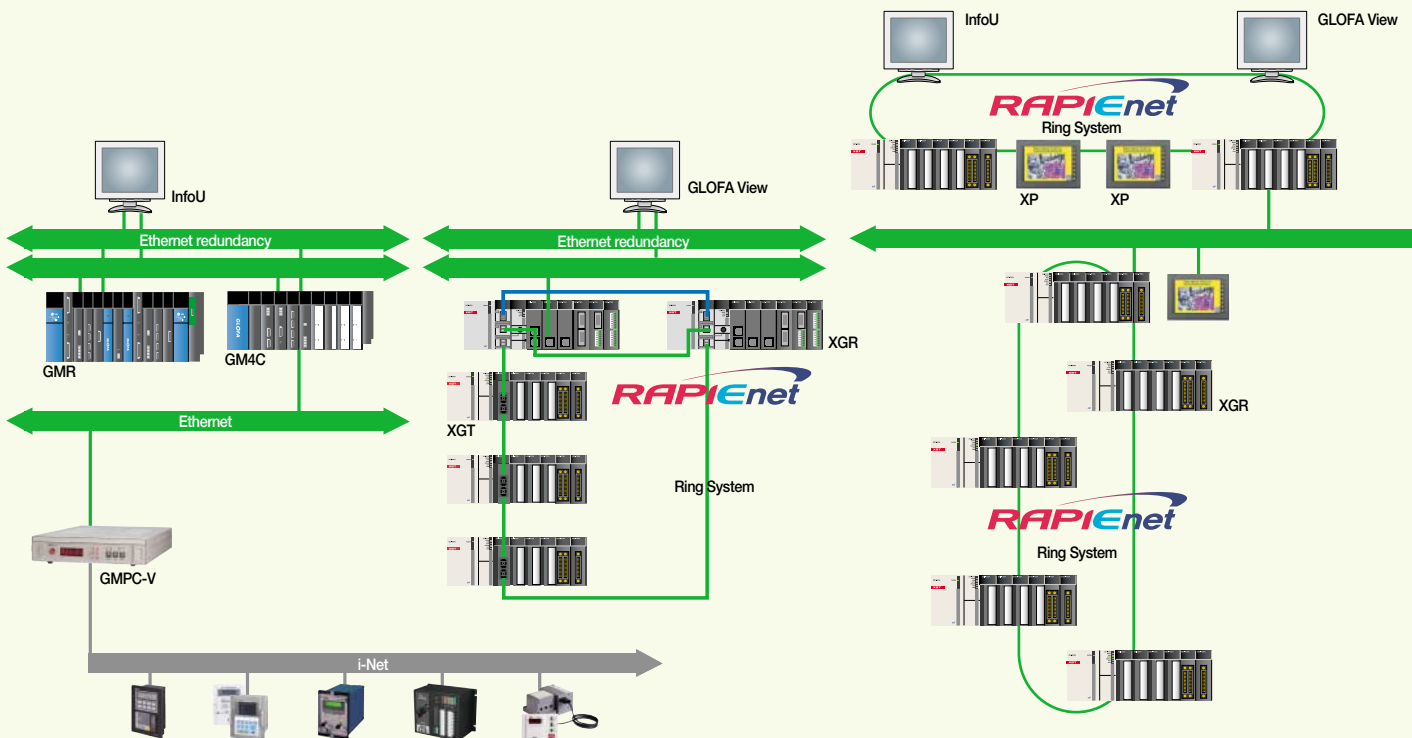 InfoU
GLOFA View
RAPIEnet
Ring System
XP
XP
InfoU
Ethernet redundancy
GMR
GLOFA
GM4C
Ethernet
GMPC-V
i-Net
GLOFA View
Ethernet redundancy
XGR
RAPIEnet
XGT
Ring System
XGR
RAPIEnet
Ring System